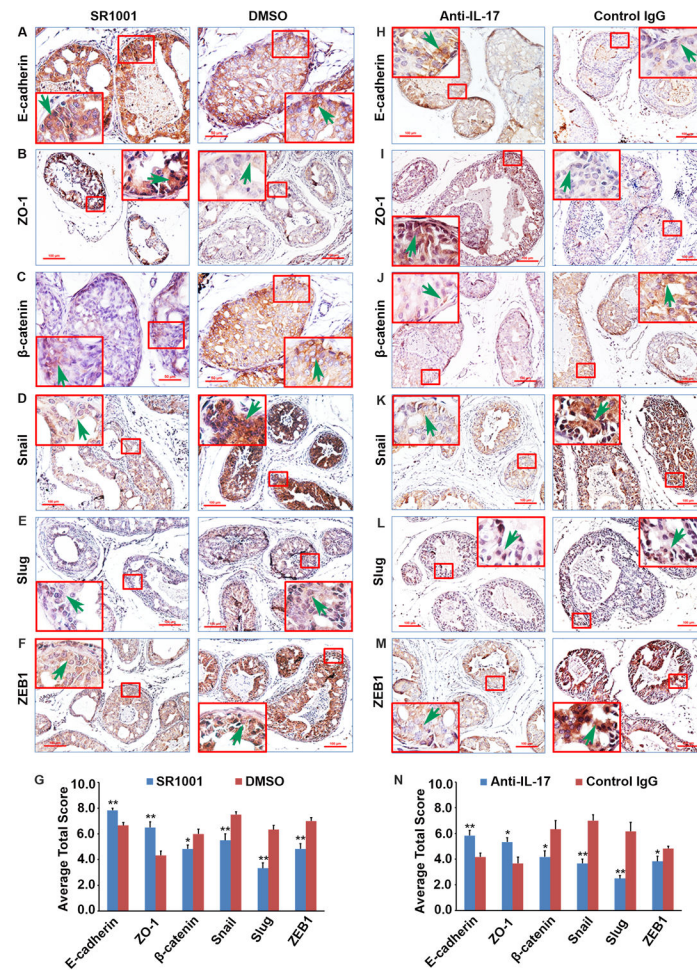 SR1001 DMSO Anti-IL-17 Control IgG
A E-cadherin H E-cadherin
B ZO-1 I ZO-1
C β-catenin J β-catenin
D Snail K Snail
E Slug L Slug
F ZEB1 M ZEB1
G SR1001 DMSO
Average Total Score
10.0
8.0
6.0
4.0
2.0
0.0
** ** * ** ** **
E-cadherin ZO-1 β-catenin Snail Slug ZEB1
N Anti-IL-17 Control IgG
Average Total Score
10.0
8.0
6.0
4.0
2.0
0.0
** * * ** ** *
E-cadherin ZO-1 β-catenin Snail Slug ZEB1